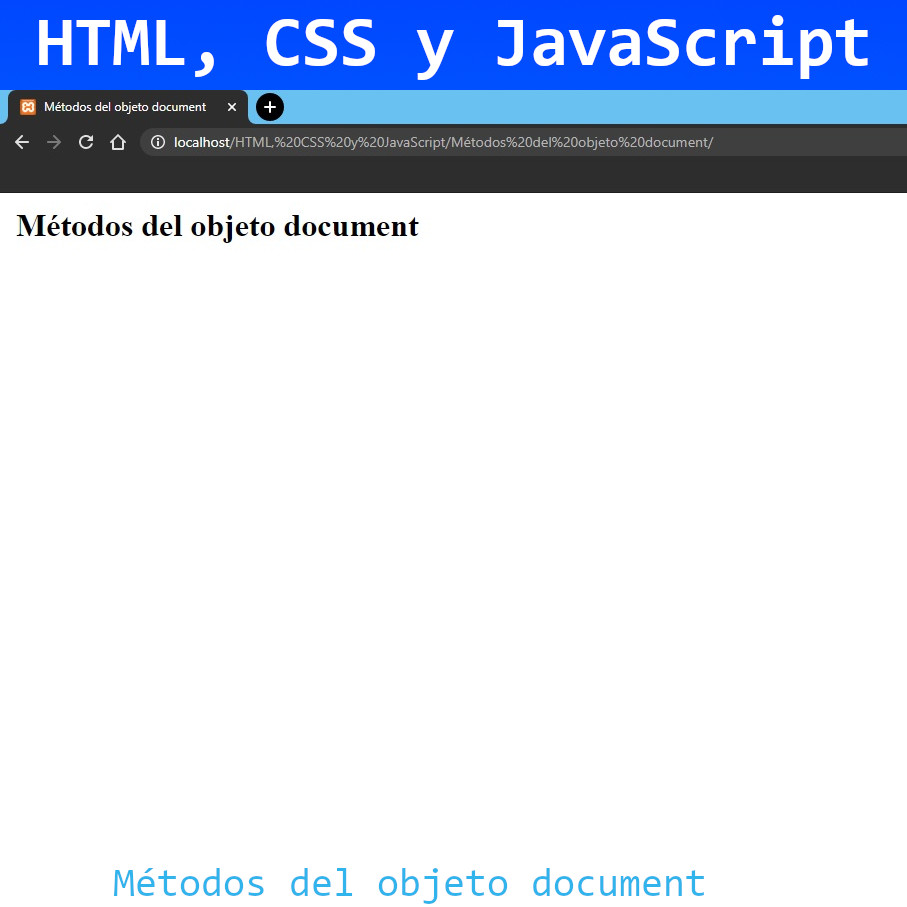 HTML, CSS y JavaScript
Métodos del objeto document
localhost/HTML,%20CSS%20y%20JavaScript/Métodos%20del%20objeto%20document/
Métodos del objeto document
Métodos del objeto document